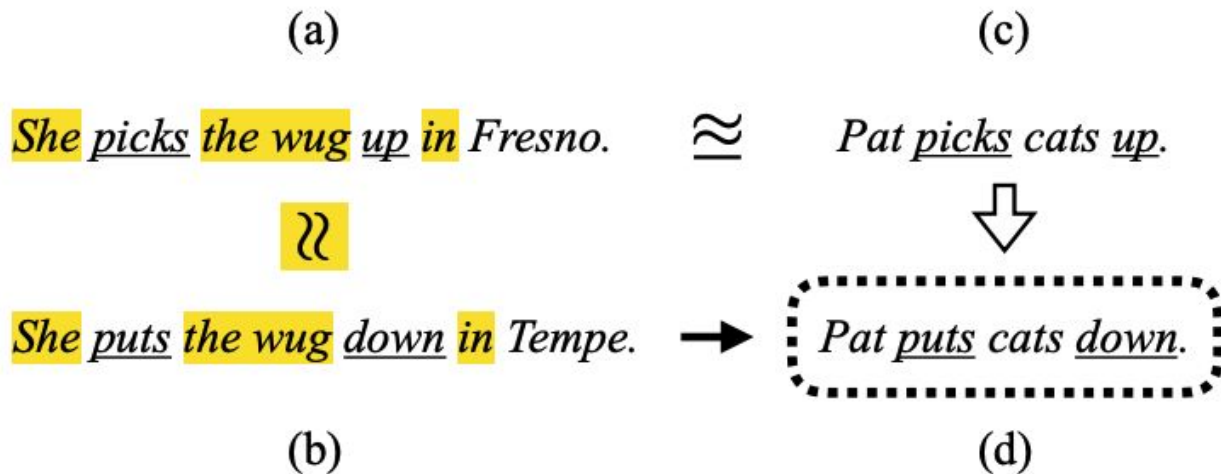 (a) (c)
She picks the wug up in Fresno. ≊ Pat picks cats up.
≈
She puts the wug down in Tempe. → Pat puts cats down.
(b) (d)